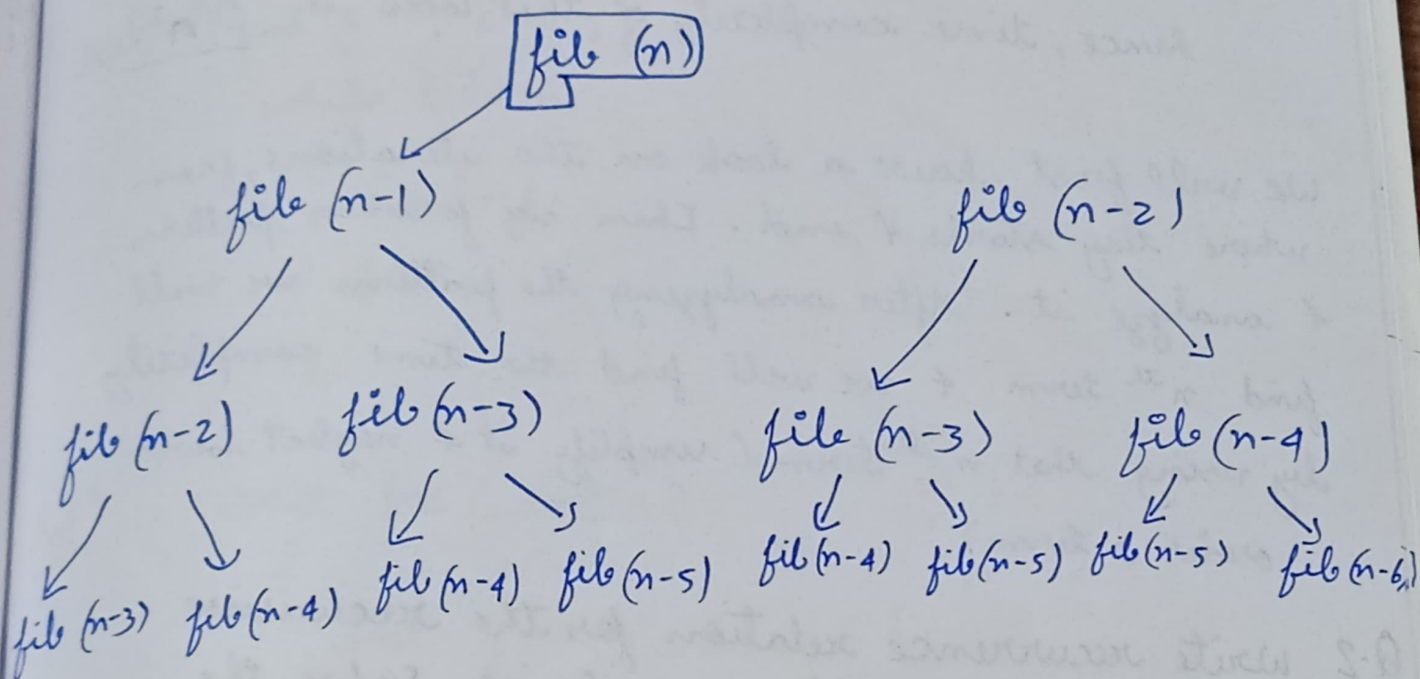 fib (n)
fib (n-1) fib (n-2)
fib (n-2) fib (n-3) fib (n-3) fib (n-4)
fib (n-3) fib (n-4) fib (n-4) fib (n-5) fib (n-4) fib (n-5) fib (n-5) fib (n-6)